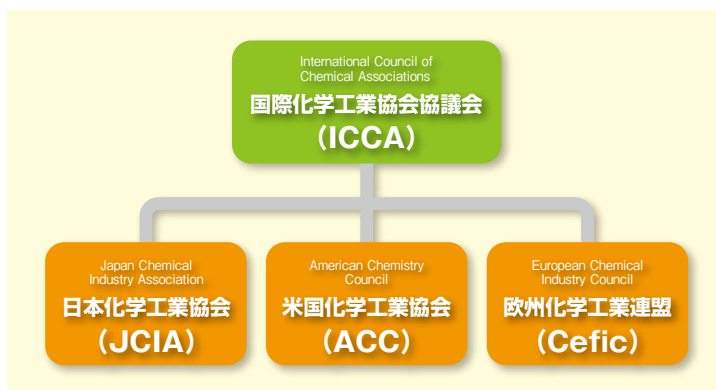 International Council of
Chemical Associations
国際化学工業協会協議会
（ICCA）
Japan Chemical
Industry Association
日本化学工業協会
（JCIA）
American Chemistry
Council
米国化学工業協会
（ACC）
European Chemical
Industry Council
欧州化学工業連盟
（Cefic）